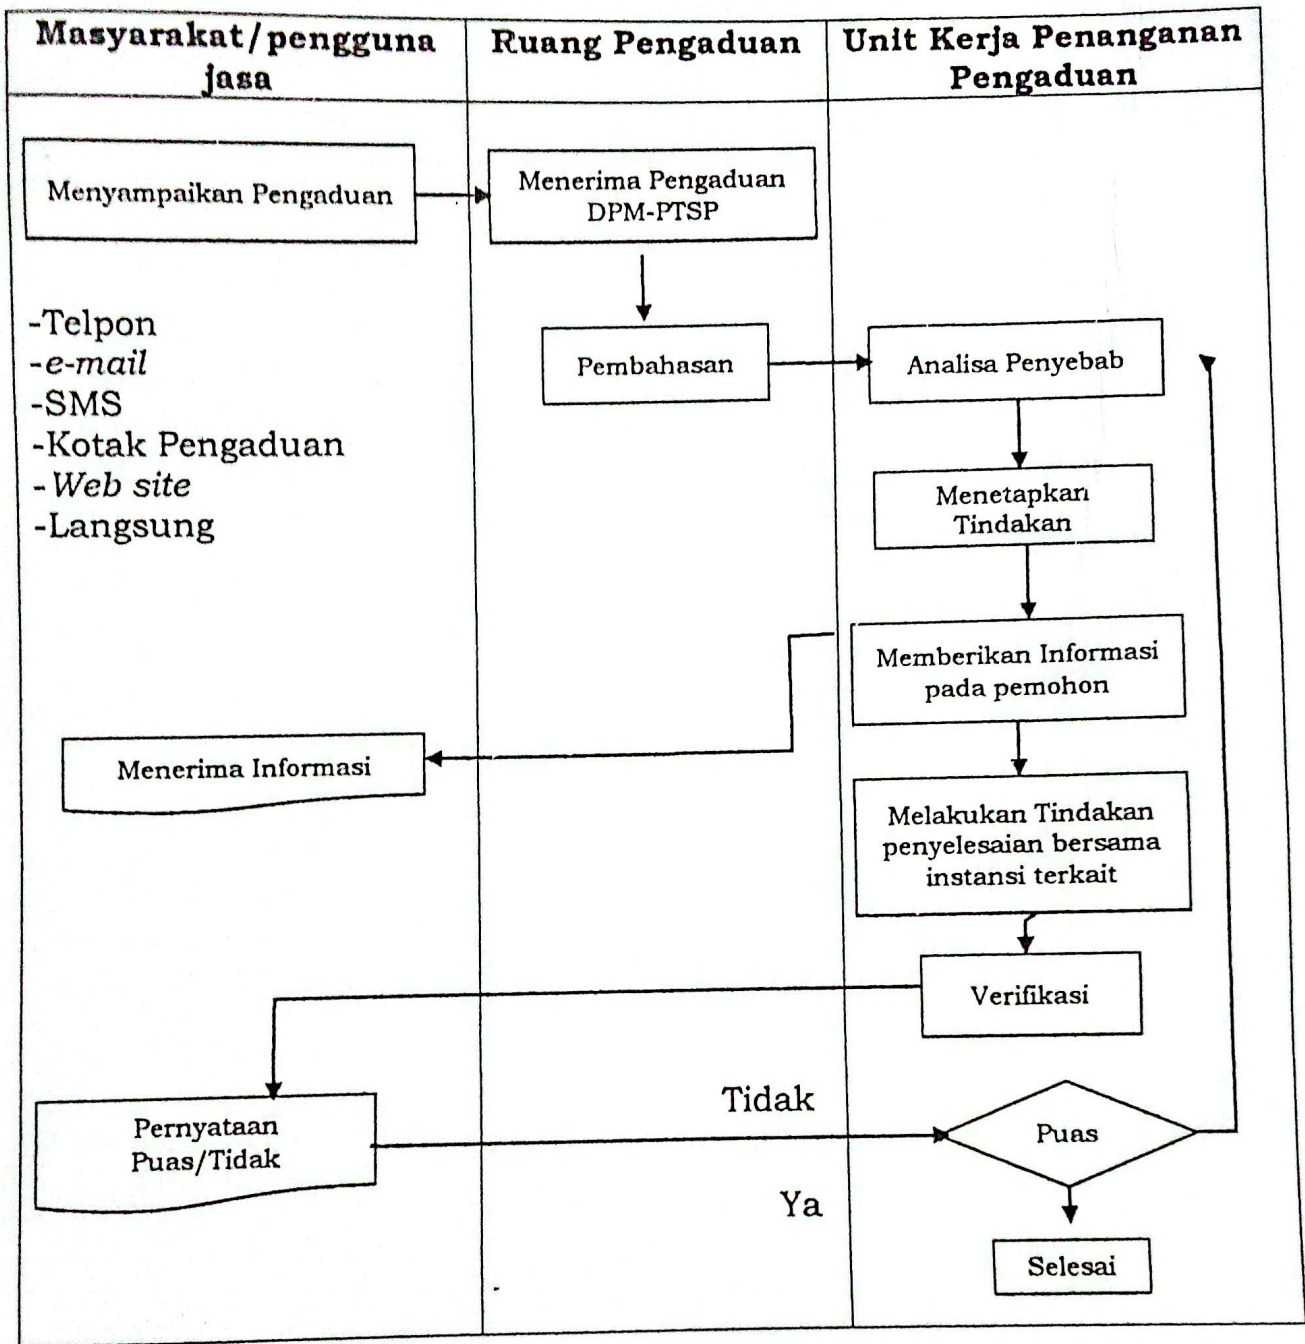 Masyarakat/pengguna
jasa
Ruang Pengaduan
Unit Kerja Penanganan
Pengaduan
Menyampaikan Pengaduan
Menerima Pengaduan
DPM-PTSP
-Telpon
-e-mail
-SMS
-Kotak Pengaduan
-Web site
-Langsung
Pembahasan
Analisa Penyebab
Menetapkan
Tindakan
Memberikan Informasi
pada pemohon
Menerima Informasi
Melakukan Tindakan
penyelesaian bersama
instansi terkait
Verifikasi
Pernyataan
Puas/Tidak
Tidak
Puas
Ya
Selesai